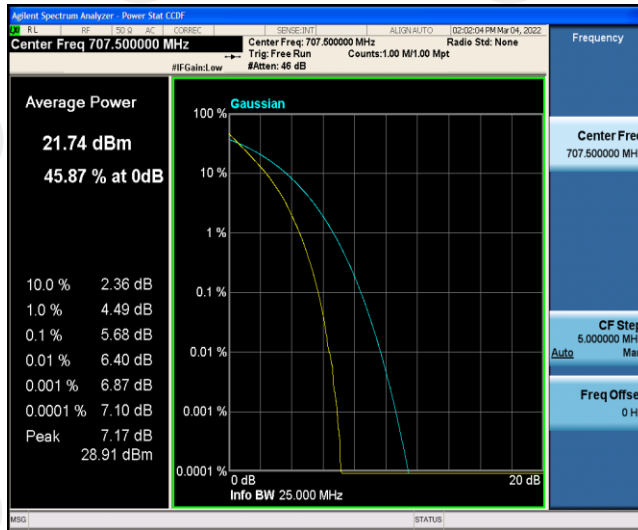 Agilent Spectrum Analyzer - Power Stat CCDF
RL RF 50 Ω AC CORREC SENSE:INT ALIGN AUTO 02:02:04 PM Mar 04, 2022
Center Freq 707.500000 MHz
Center Freq: 707.500000 MHz Radio Std: None
Trig: Free Run Counts:1.00 M/1.00 Mpt
#IFGain:Low #Atten: 46 dB
Frequency
Average Power
21.74 dBm
45.87 % at 0dB
10.0 % 2.36 dB
1.0 % 4.49 dB
0.1 % 5.68 dB
0.01 % 6.40 dB
0.001 % 6.87 dB
0.0001 % 7.10 dB
Peak 7.17 dB
28.91 dBm
Gaussian
100 %
10 %
1 %
0.1 %
0.01 %
0.001 %
0.0001 %
0 dB 20 dB
Info BW 25.000 MHz
Center Fre
707.500000 MH
CF Step
5.000000 MH
Auto Ma
Freq Offse
0 H
MSG STATUS